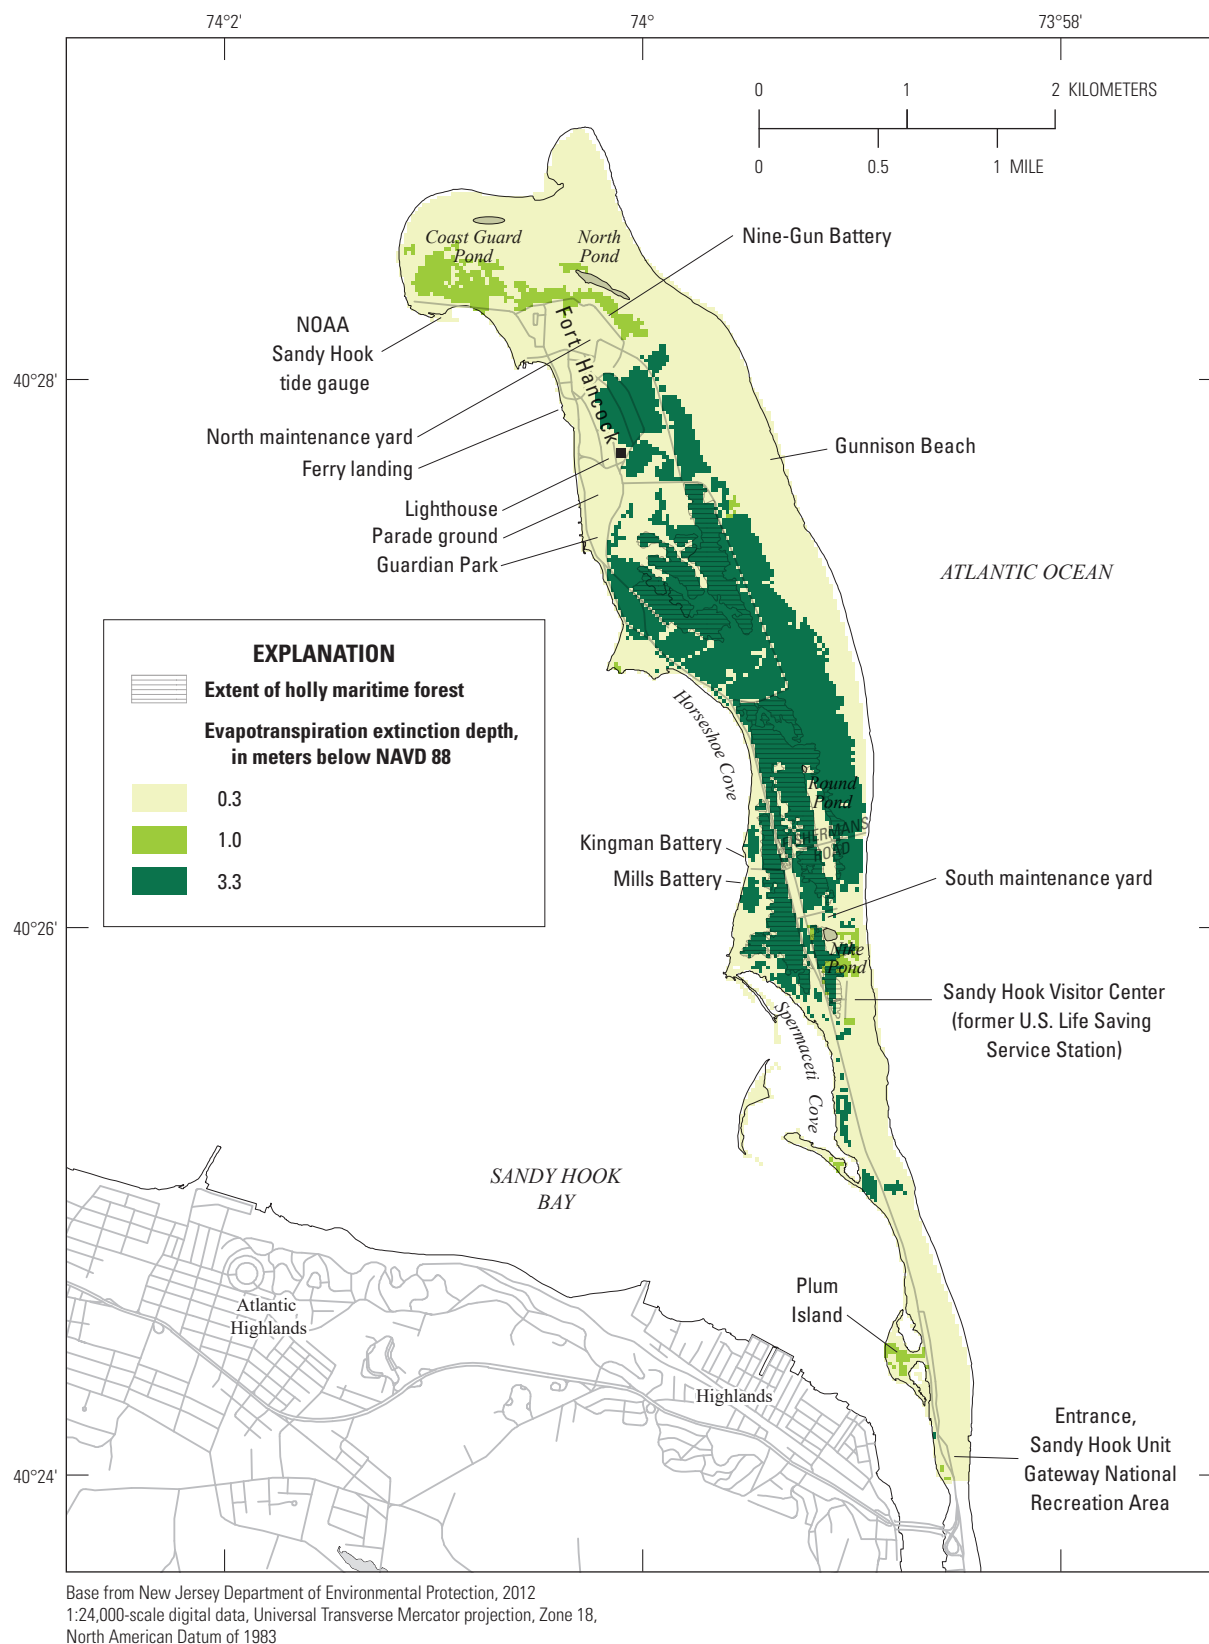 74°2'
74°
73°58'
0
1
2 KILOMETERS
0
0.5
1 MILE
Coast Guard
Pond
North
Pond
Nine-Gun Battery
NOAA
Sandy Hook
tide gauge
Fort Hancock
40°28'
North maintenance yard
Ferry landing
Gunnison Beach
Lighthouse
Parade ground
Guardian Park
ATLANTIC OCEAN
EXPLANATION
Extent of holly maritime forest
Evapotranspiration extinction depth,
in meters below NAVD 88
0.3
1.0
3.3
Horseshoe Cove
Round
Pond
SHERMANS
ROAD
Kingman Battery
Mills Battery
South maintenance yard
40°26'
Nike
Pond
Sandy Hook Visitor Center
(former U.S. Life Saving
Service Station)
Spermaceti Cove
SANDY HOOK
BAY
Plum
Island
Atlantic
Highlands
Highlands
Entrance,
Sandy Hook Unit
Gateway National
Recreation Area
40°24'
Base from New Jersey Department of Environmental Protection, 2012
1:24,000-scale digital data, Universal Transverse Mercator projection, Zone 18,
North American Datum of 1983